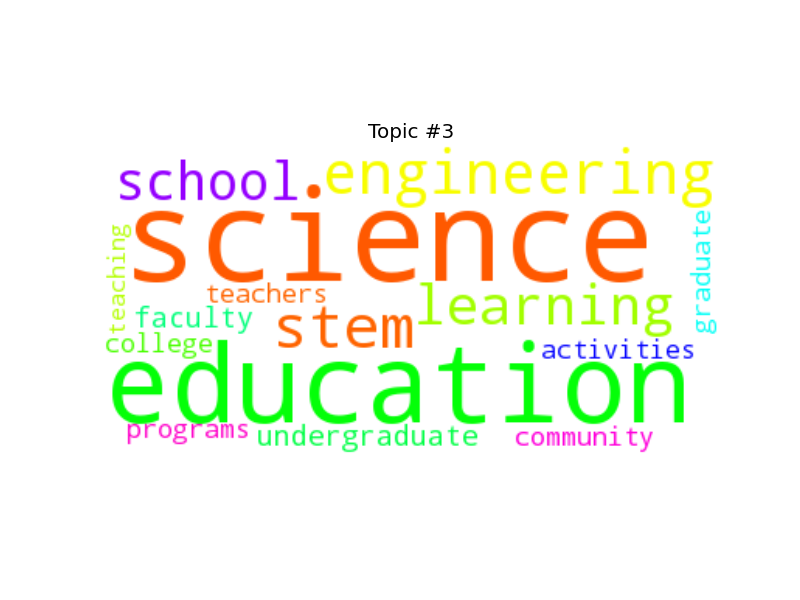 Topic #3
school
engineering
science
teaching
graduate
teachers
learning
faculty
stem
college
activities
education
programs
undergraduate
community